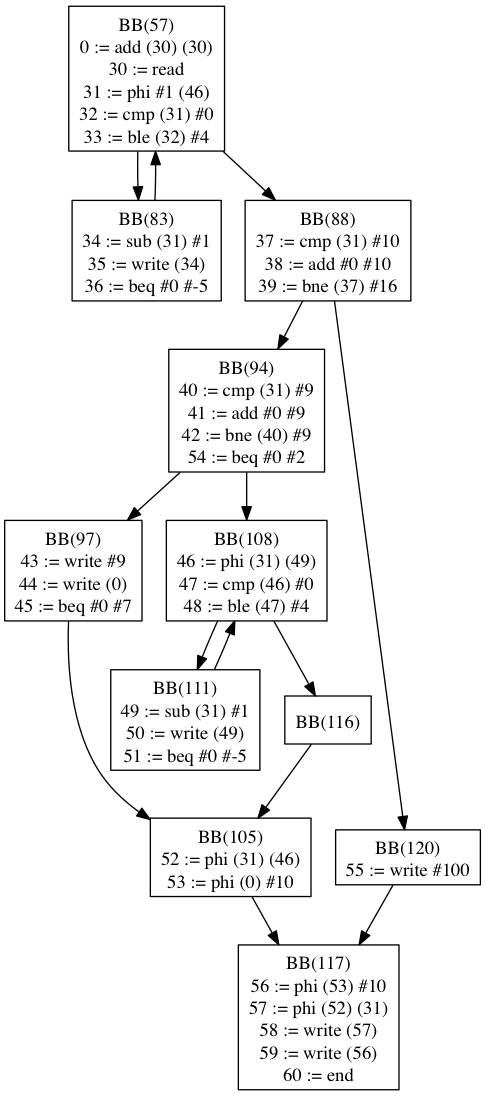 BB(57)
0 := add (30) (30)
30 := read
31 := phi #1 (46)
32 := cmp (31) #0
33 := ble (32) #4
BB(83)
34 := sub (31) #1
35 := write (34)
36 := beq #0 #-5
BB(88)
37 := cmp (31) #10
38 := add #0 #10
39 := bne (37) #16
BB(94)
40 := cmp (31) #9
41 := add #0 #9
42 := bne (40) #9
54 := beq #0 #2
BB(97)
43 := write #9
44 := write (0)
45 := beq #0 #7
BB(108)
46 := phi (31) (49)
47 := cmp (46) #0
48 := ble (47) #4
BB(111)
49 := sub (31) #1
50 := write (49)
51 := beq #0 #-5
BB(116)
BB(105)
52 := phi (31) (46)
53 := phi (0) #10
BB(120)
55 := write #100
BB(117)
56 := phi (53) #10
57 := phi (52) (31)
58 := write (57)
59 := write (56)
60 := end